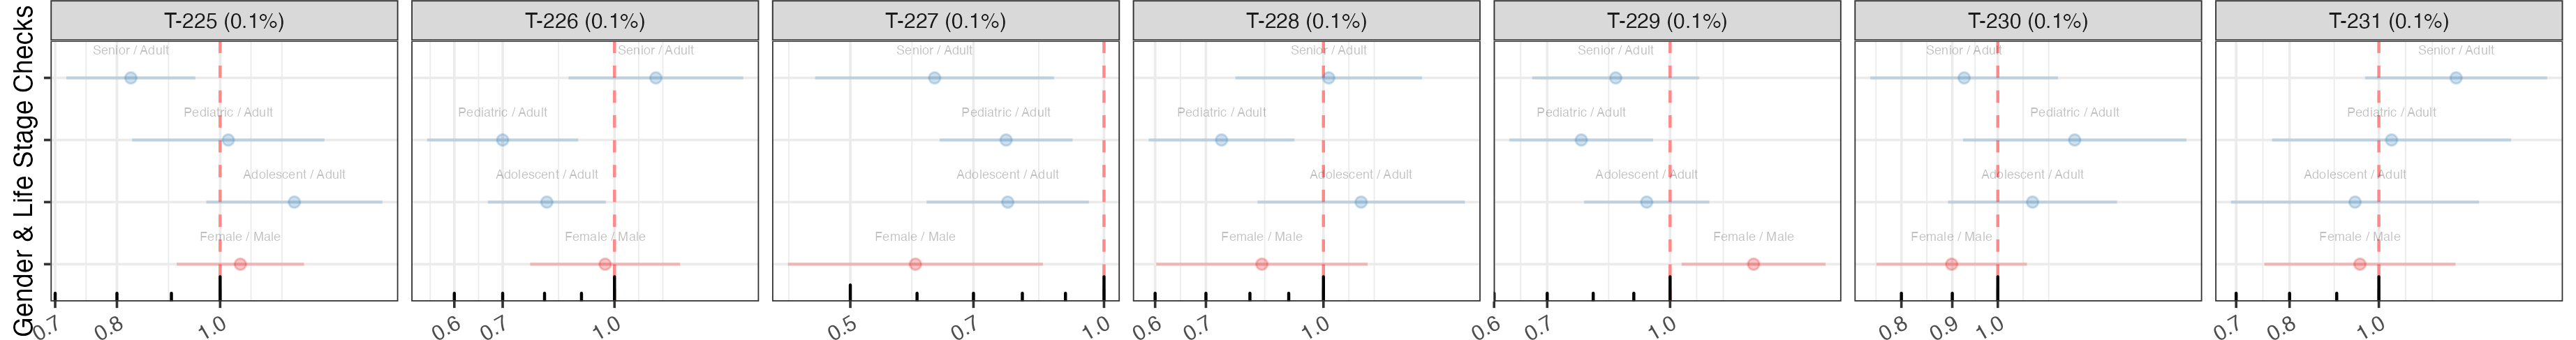 Gender & Life Stage Checks
T-225 (0.1%)
Senior / Adult
Pediatric / Adult
Adolescent / Adult
Female / Male
0.7 0.8 1.0
T-226 (0.1%)
Senior / Adult
Pediatric / Adult
Adolescent / Adult
Female / Male
0.6 0.7 1.0
T-227 (0.1%)
Senior / Adult
Pediatric / Adult
Adolescent / Adult
Female / Male
0.5 0.7 1.0
T-228 (0.1%)
Senior / Adult
Pediatric / Adult
Adolescent / Adult
Female / Male
0.6 0.7 1.0
T-229 (0.1%)
Senior / Adult
Pediatric / Adult
Adolescent / Adult
Female / Male
0.6 0.7 1.0
T-230 (0.1%)
Senior / Adult
Pediatric / Adult
Adolescent / Adult
Female / Male
0.8 0.9 1.0
T-231 (0.1%)
Senior / Adult
Pediatric / Adult
Adolescent / Adult
Female / Male
0.7 0.8 1.0